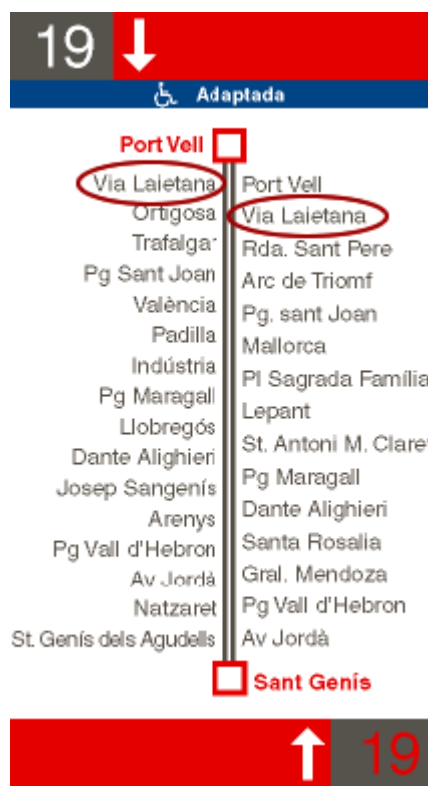 19
Adaptada
Port Vell
Via Laietana
Ortigosa
Trafalgar
Pg Sant Joan
València
Padilla
Indústria
Pg Maragall
Llobregós
Dante Alighieri
Josep Sangenís
Arenys
Pg Vall d'Hebron
Av Jordà
Natzaret
St. Genís dels Agudells
Port Vell
Via Laietana
Rda. Sant Pere
Arc de Triomf
Pg. sant Joan
Mallorca
Pl Sagrada Família
Lepant
St. Antoni M. Claret
Pg Maragall
Dante Alighieri
Santa Rosalia
Gral. Mendoza
Pg Vall d'Hebron
Av Jordà
Sant Genís
19